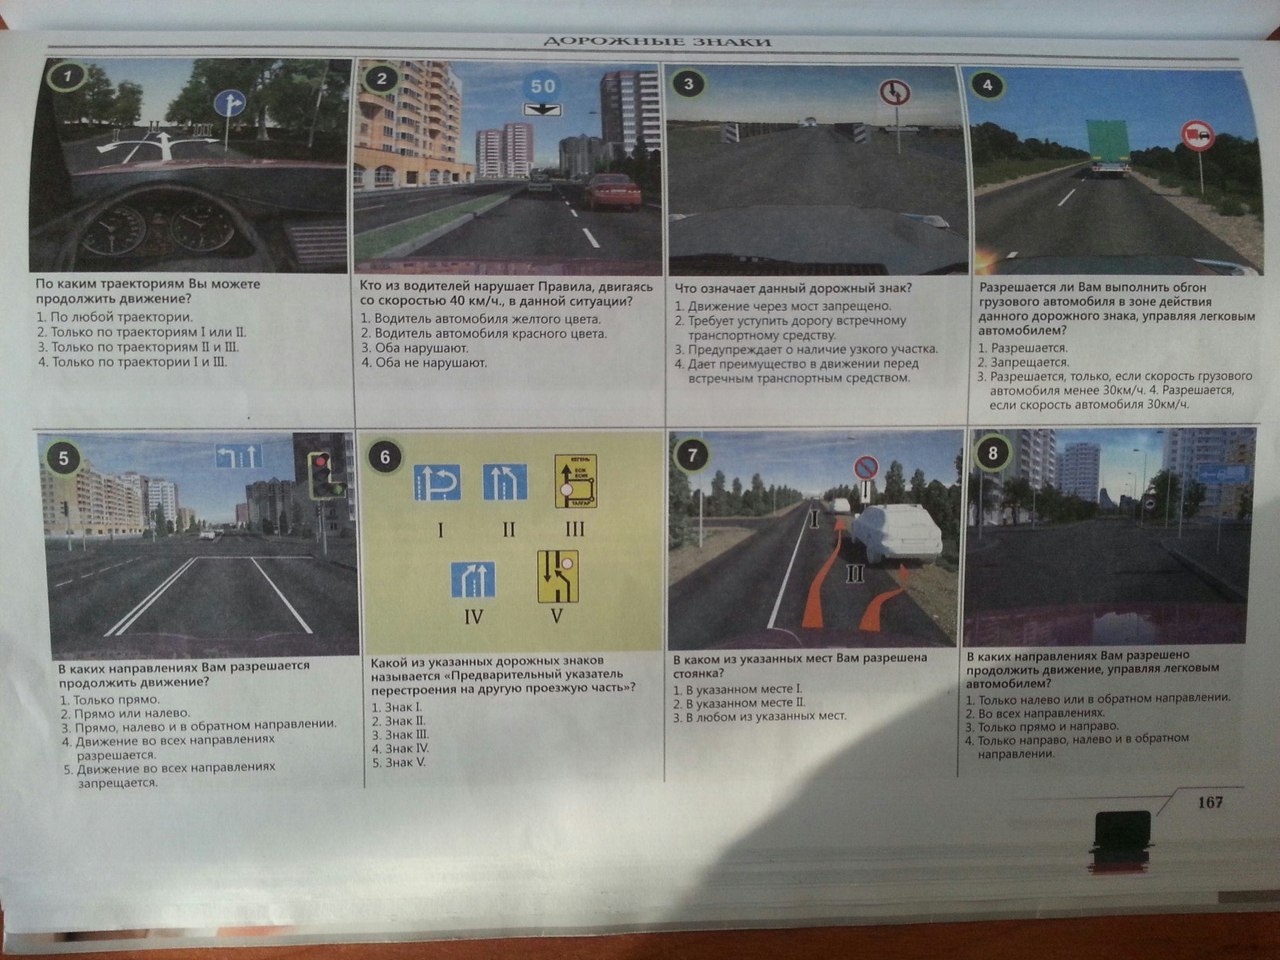 ДОРОЖНЫЕ ЗНАКИ
1
I II III
По каким траекториям Вы можете
продолжить движение?
1. По любой траектории.
2. Только по траекториям I или II.
3. Только по траекториям II и III.
4. Только по траектории I и III.
2
50
Кто из водителей нарушает Правила, двигаясь
со скоростью 40 км/ч., в данной ситуации?
1. Водитель автомобиля желтого цвета.
2. Водитель автомобиля красного цвета.
3. Оба нарушают.
4. Оба не нарушают.
3
Что означает данный дорожный знак?
1. Движение через мост запрещено.
2. Требует уступить дорогу встречному
транспортному средству.
3. Предупреждает о наличие узкого участка.
4. Дает преимущество в движении перед
встречным транспортным средством.
4
Разрешается ли Вам выполнить обгон
грузового автомобиля в зоне действия
данного дорожного знака, управляя легковым
автомобилем?
1. Разрешается.
2. Запрещается.
3. Разрешается, только, если скорость грузового
автомобиля менее 30км/ч. 4. Разрешается,
если скорость автомобиля 30км/ч.
5
В каких направлениях Вам разрешается
продолжить движение?
1. Только прямо.
2. Прямо или налево.
3. Прямо, налево и в обратном направлении.
4. Движение во всех направлениях
разрешается.
5. Движение во всех направлениях
запрещается.
6
КЕГЕНЬ
ТАЛГАР
I II III
IV V
Какой из указанных дорожных знаков
называется «Предварительный указатель
перестроения на другую проезжую часть»?
1. Знак I.
2. Знак II.
3. Знак III.
4. Знак IV.
5. Знак V.
7
I
II
В каком из указанных мест Вам разрешена
стоянка?
1. В указанном месте I.
2. В указанном месте II.
3. В любом из указанных мест.
8
В каких направлениях Вам разрешено
продолжить движение, управляя легковым
автомобилем?
1. Только налево или в обратном направлении.
2. Во всех направлениях.
3. Только прямо и направо.
4. Только направо, налево и в обратном
направлении.
167